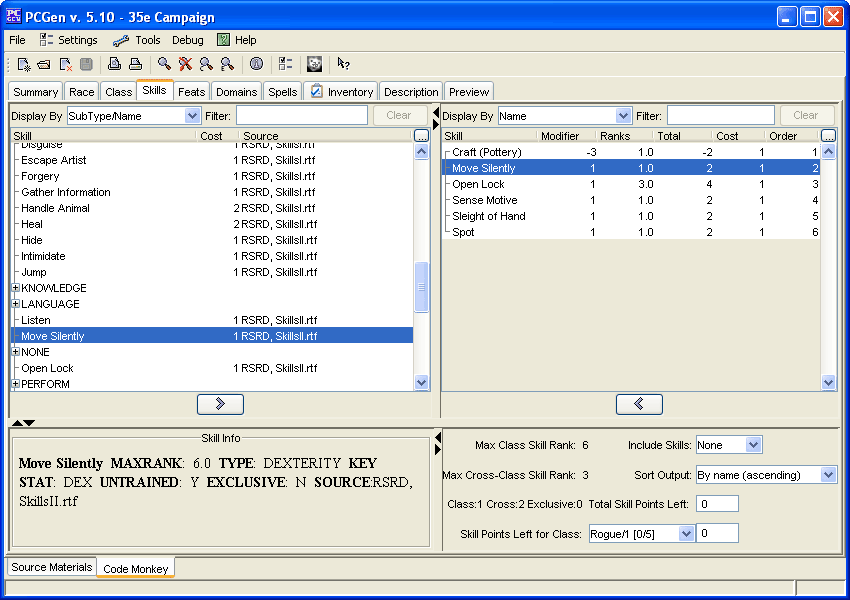 PCGen v. 5.10 - 35e Campaign
File Settings Tools Debug Help
Summary Race Class Skills Feats Domains Spells Inventory Description Preview
Display By SubType/Name Filter: Clear
Skill Cost Source ...
Disguise 1 RSRD, SkillsI.rtf
Escape Artist 1 RSRD, SkillsI.rtf
Forgery 1 RSRD, SkillsI.rtf
Gather Information 1 RSRD, SkillsI.rtf
Handle Animal 2 RSRD, SkillsI.rtf
Heal 2 RSRD, SkillsI.rtf
Hide 1 RSRD, SkillsI.rtf
Intimidate 1 RSRD, SkillsI.rtf
Jump 1 RSRD, SkillsI.rtf
KNOWLEDGE
LANGUAGE
Listen 1 RSRD, SkillsII.rtf
Move Silently 1 RSRD, SkillsII.rtf
NONE
Open Lock 1 RSRD, SkillsII.rtf
PERFORM
Display By Name Filter: Clear
Skill Modifier Ranks Total Cost Order ...
Craft (Pottery) -3 1.0 -2 1 1
Move Silently 1 1.0 2 1 2
Open Lock 1 3.0 4 1 3
Sense Motive 1 1.0 2 1 4
Sleight of Hand 1 1.0 2 1 5
Spot 1 1.0 2 1 6
Skill Info
Move Silently MAXRANK: 6.0 TYPE: DEXTERITY KEY
STAT: DEX UNTRAINED: Y EXCLUSIVE: N SOURCE:RSRD,
SkillsII.rtf
Max Class Skill Rank: 6 Include Skills: None
Max Cross-Class Skill Rank: 3 Sort Output: By name (ascending)
Class:1 Cross:2 Exclusive:0 Total Skill Points Left: 0
Skill Points Left for Class: Rogue/1 [0/5] 0
Source Materials Code Monkey